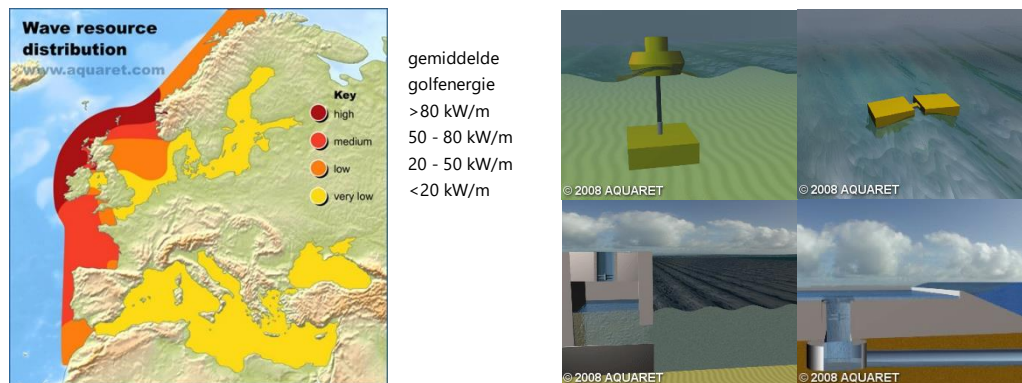 Wave resource
distribution
www.aquaret.com
Key
high
medium
low
very low
gemiddelde
golfenergie
>80 kW/m
50 - 80 kW/m
20 - 50 kW/m
<20 kW/m
© 2008 AQUARET
© 2008 AQUARET
© 2008 AQUARET
© 2008 AQUARET